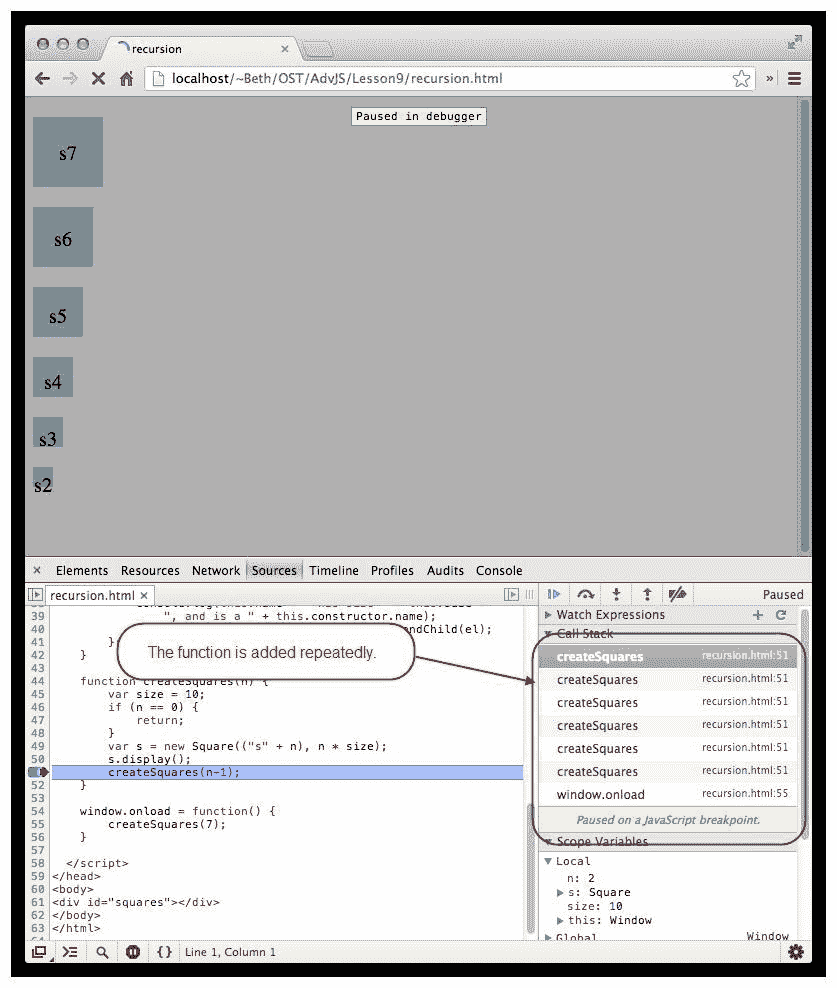 recursion
localhost/~Beth/OST/AdvJS/Lesson9/recursion.html
Paused in debugger
s7
s6
s5
s4
s3
s2
Elements Resources Network Sources Timeline Profiles Audits Console
recursion.html
Paused
39 ", and is a " + this.constructor.name);
40 endChild(el);
41 }
42 }
43
44 function createSquares(n) {
45 var size = 10;
46 if (n == 0) {
47 return;
48 }
49 var s = new Square(("s" + n), n * size);
50 s.display();
createSquares(n-1);
52 }
53
54 window.onload = function() {
55 createSquares(7);
56 }
57
58 </script>
59 </head>
60 <body>
61 <div id="squares"></div>
62 </body>
63 </html>
The function is added repeatedly.
Watch Expressions
Call Stack
createSquares recursion.html:51
createSquares recursion.html:51
createSquares recursion.html:51
createSquares recursion.html:51
createSquares recursion.html:51
createSquares recursion.html:51
window.onload recursion.html:55
Paused on a JavaScript breakpoint.
Scope Variables
Local
n: 2
s: Square
size: 10
this: Window
Global Window
Line 1, Column 1